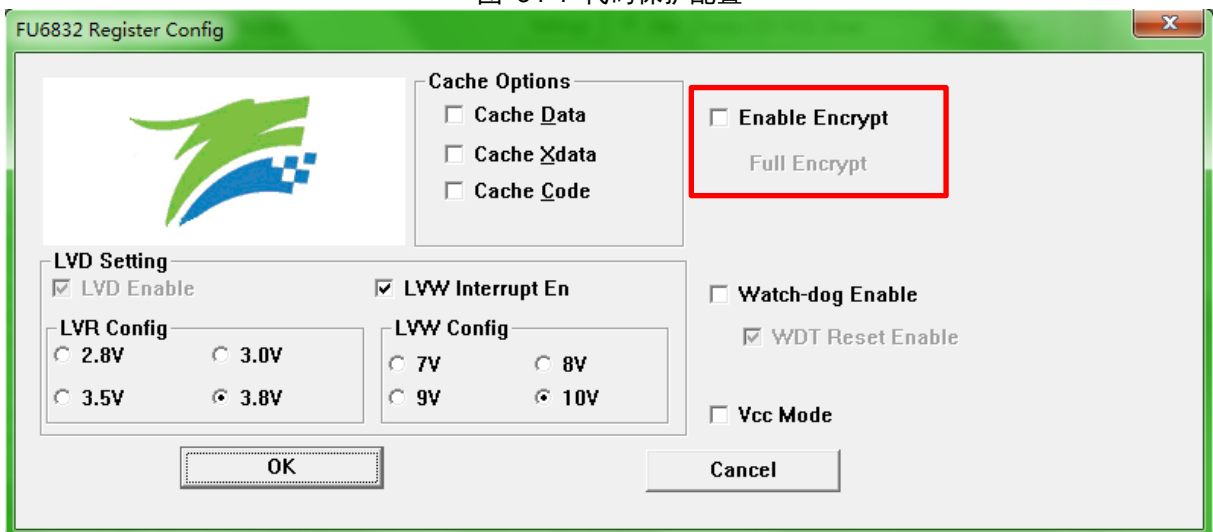 FU6832 Register Config
x
Cache Options
Cache Data
Cache Xdata
Cache Code
Enable Encrypt
Full Encrypt
LVD Setting
LVD Enable
LVW Interrupt En
LVR Config
2.8V 3.0V
3.5V 3.8V
LVW Config
7V 8V
9V 10V
Watch-dog Enable
WDT Reset Enable
Vcc Mode
OK
Cancel